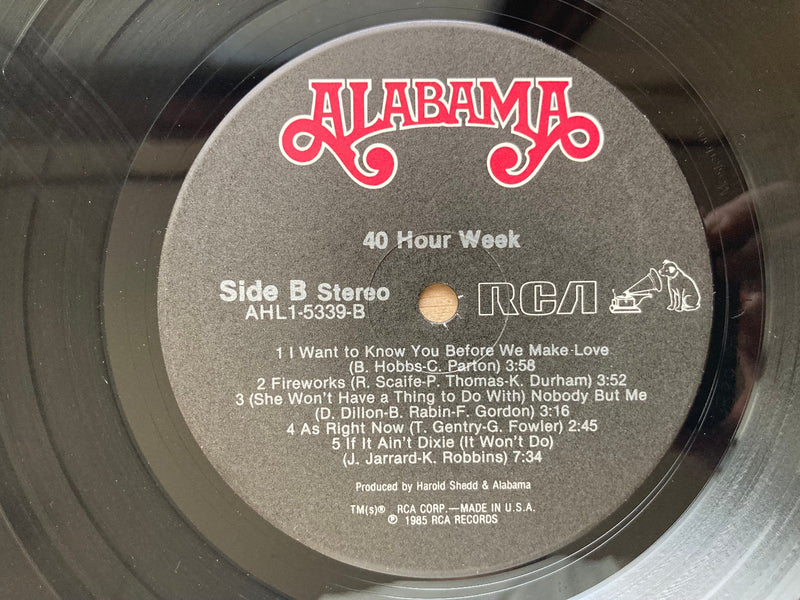 ALABAMA
40 Hour Week
Side B Stereo
AHL1-5339-B
RCA
1 I Want to Know You Before We Make Love
(B. Hobbs-C. Parton) 3:58
2 Fireworks (R. Scaife-P. Thomas-K. Durham) 3:52
3 (She Won't Have a Thing to Do With) Nobody But Me
(D. Dillon-B. Rabin-F. Gordon) 3:16
4 As Right Now (T. Gentry-G. Fowler) 2:45
5 If It Ain't Dixie (It Won't Do)
(J. Jarrard-K. Robbins) 7:34
Produced by Harold Shedd & Alabama
TM(s)® RCA CORP.—MADE IN U.S.A.
℗ 1985 RCA RECORDS